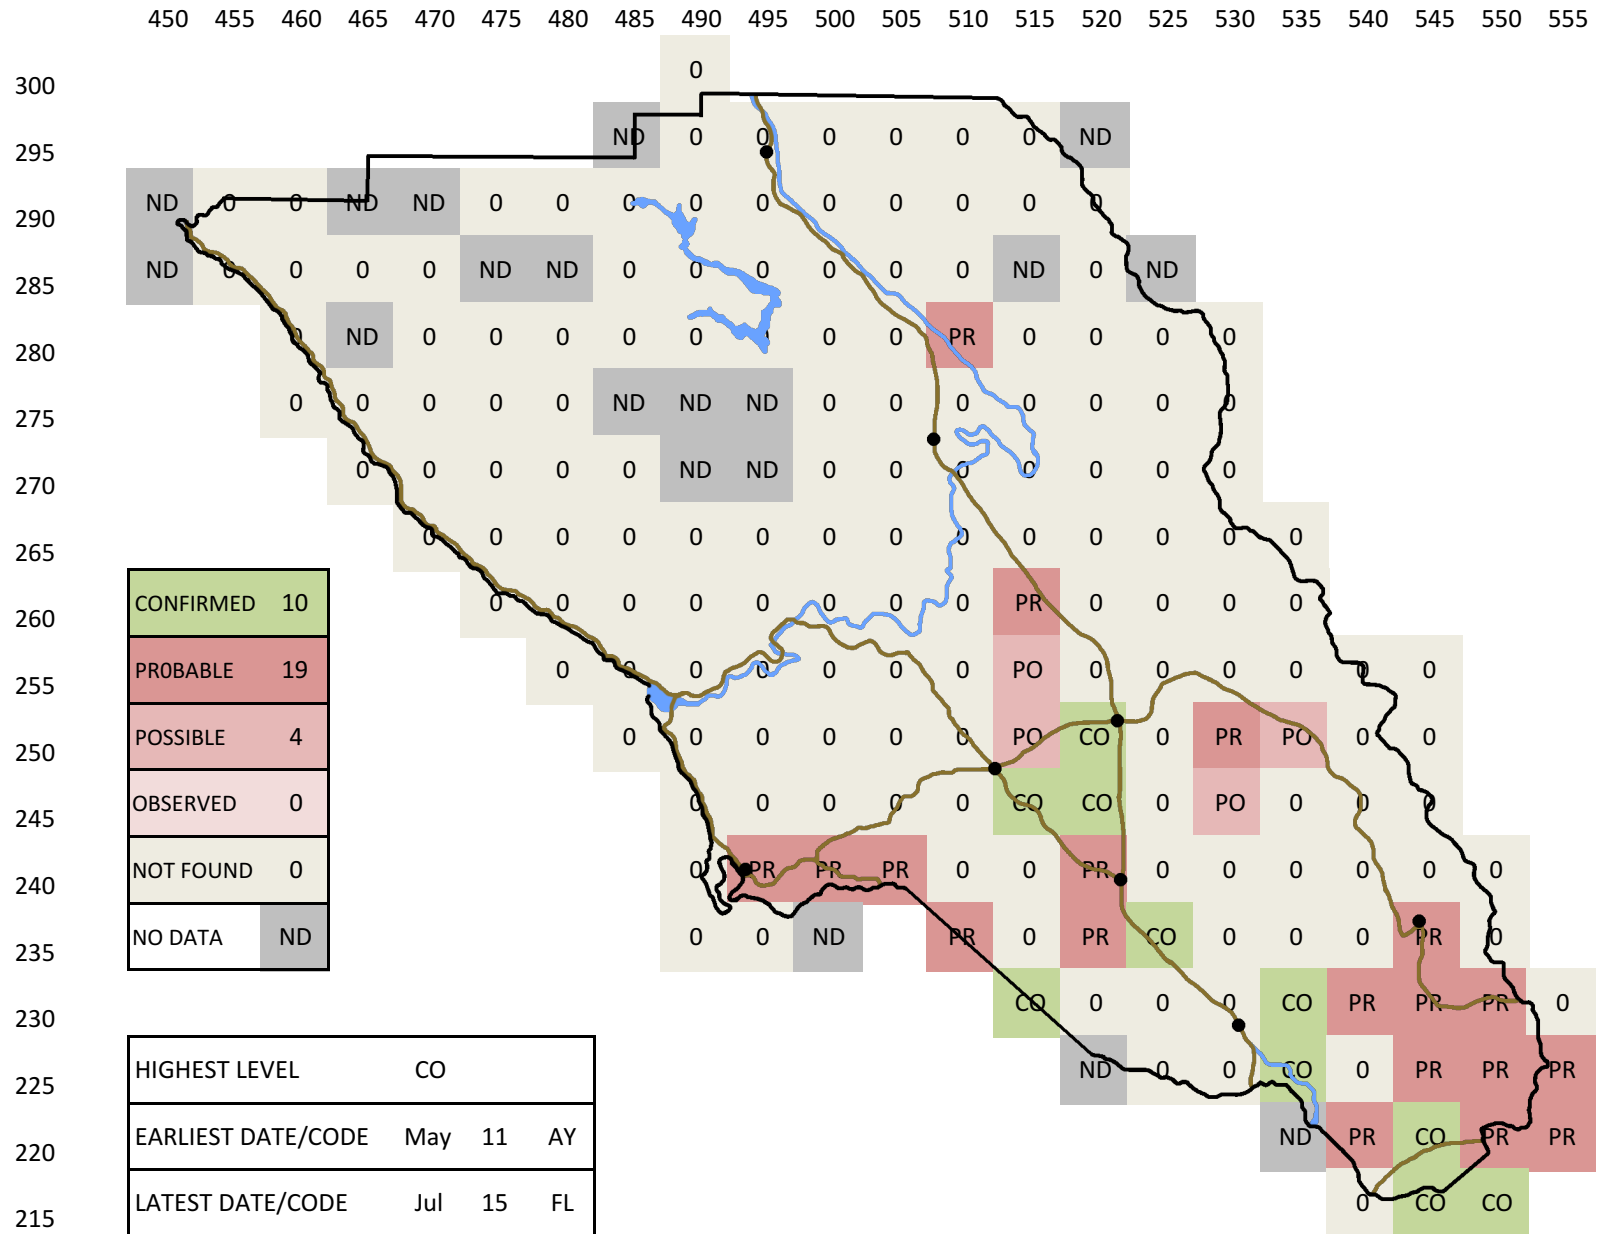 450 455 460 465 470 475 480 485 490 495 500 505 510 515 520 525 530 535 540 545 550 555
300 0
295 ND 0 0 0 0 0 0 ND
290 ND 0 0 ND ND 0 0 0 0 0 0 0 0 0 0
285 ND 0 0 0 0 ND ND 0 0 0 0 0 0 ND 0 ND
280 0 ND 0 0 0 0 0 0 0 0 PR 0 0 0 0
275 0 0 0 0 0 ND ND ND 0 0 0 0 0 0 0
270 0 0 0 0 0 ND ND 0 0 0 0 0 0 0
265 0 0 0 0 0 0 0 0 0 0 0 0 0 0
260 0 0 0 0 0 0 0 0 PR 0 0 0 0
255 0 0 0 0 0 0 0 PO 0 0 0 0 0 0
250 0 0 0 0 0 0 PO CO 0 PR PO 0 0
245 0 0 0 0 0 CO CO 0 PO 0 0 0
240 0 PR PR PR 0 0 PR 0 0 0 0 0 0
235 0 0 ND PR 0 PR CO 0 0 0 PR 0
230 CO 0 0 0 CO PR PR PR 0
225 ND 0 0 CO 0 PR PR PR
220 ND PR CO PR PR
215 0 CO CO
CONFIRMED 10
PR0BABLE 19
POSSIBLE 4
OBSERVED 0
NOT FOUND 0
NO DATA ND
HIGHEST LEVEL CO
EARLIEST DATE/CODE May 11 AY
LATEST DATE/CODE Jul 15 FL